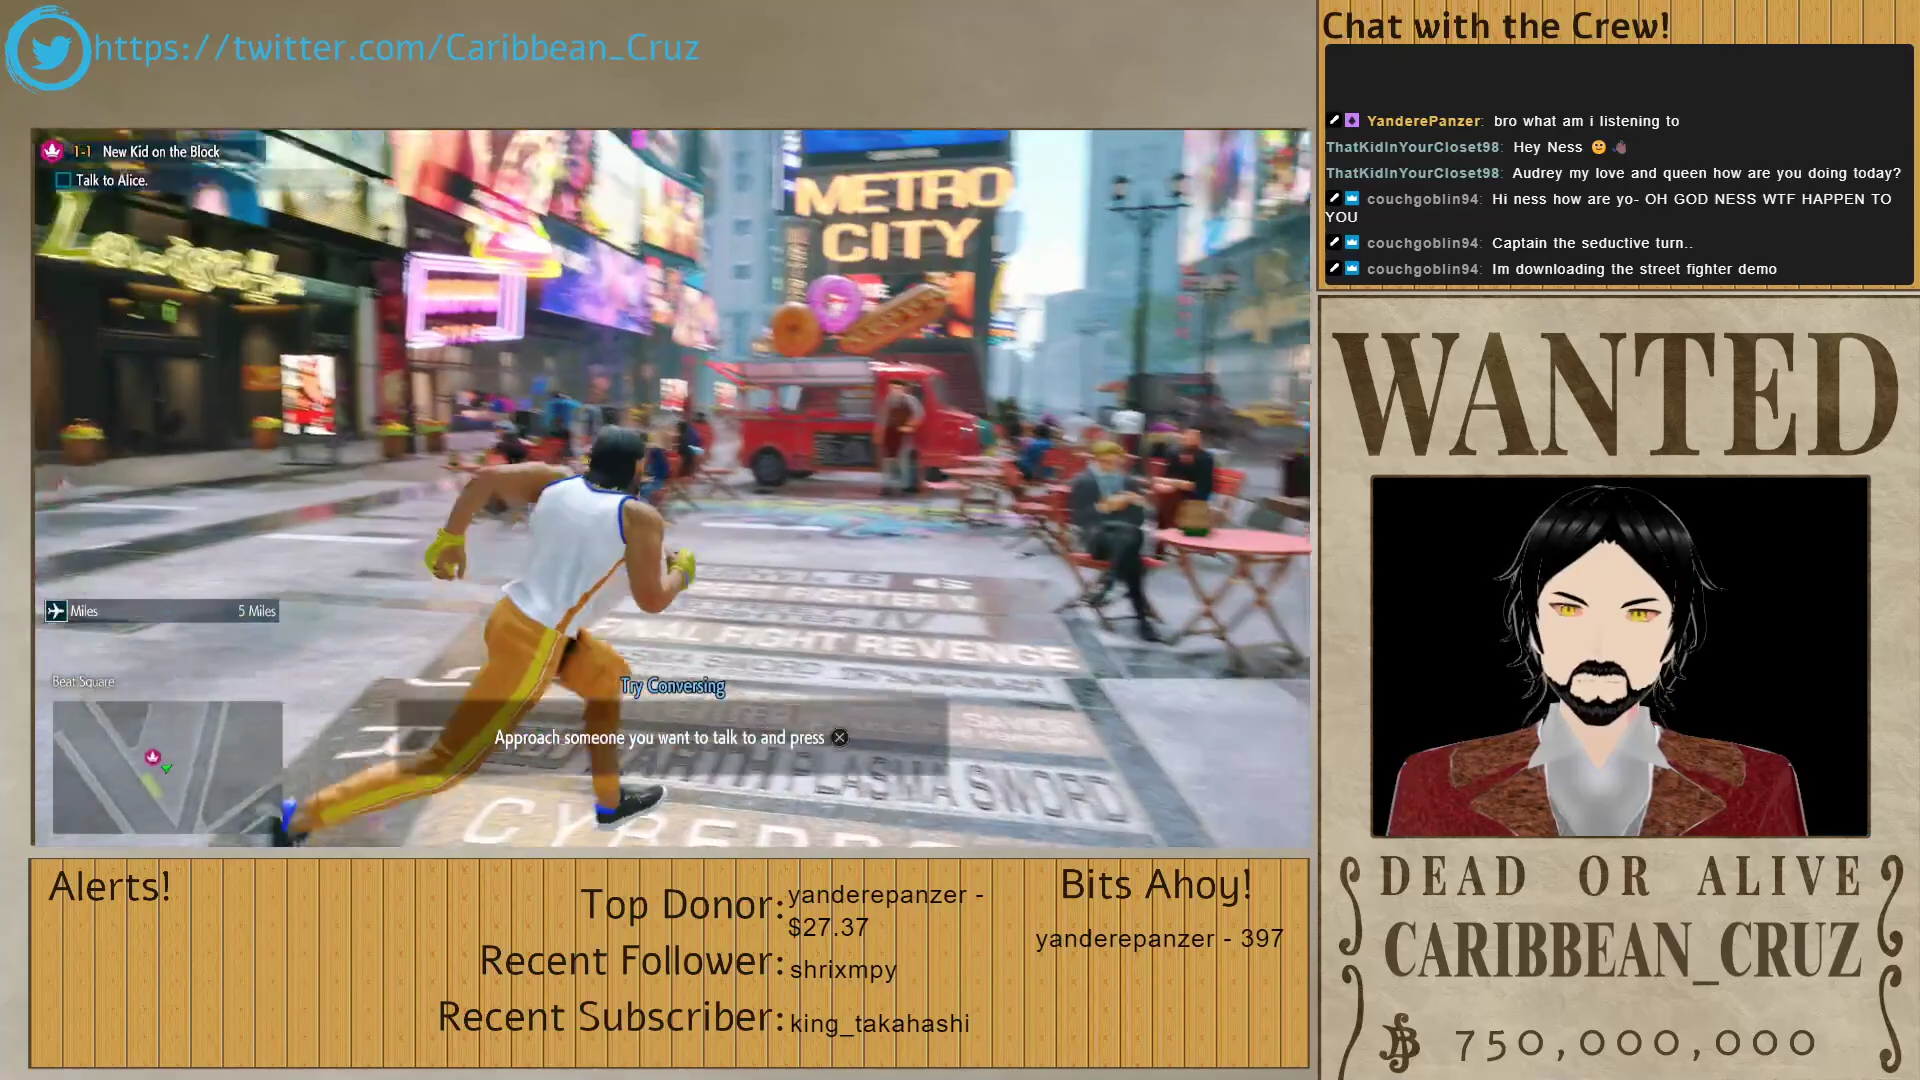 https://twitter.com/Caribbean_Cruz
Chat with the Crew!
YanderePanzer: bro what am i listening to
ThatKidInYourCloset98: Hey Ness
ThatKidInYourCloset98: Audrey my love and queen how are you doing today?
couchgoblin94: Hi ness how are yo- OH GOD NESS WTF HAPPEN TO
YOU
couchgoblin94: Captain the seductive turn..
couchgoblin94: Im downloading the street fighter demo
1-1 New Kid on the Block
Talk to Alice.
METRO
CITY
FINAL FIGHT REVENGE
Miles 5 Miles
Beat Square
Try Conversing
Approach someone you want to talk to and press
PLASMA SWORD
WANTED
DEAD OR ALIVE
CARIBBEAN_CRUZ
750,000,000
Alerts!
Top Donor: yanderepanzer -
$27.37
Recent Follower: shrixmpy
Recent Subscriber: king_takahashi
Bits Ahoy!
yanderepanzer - 397